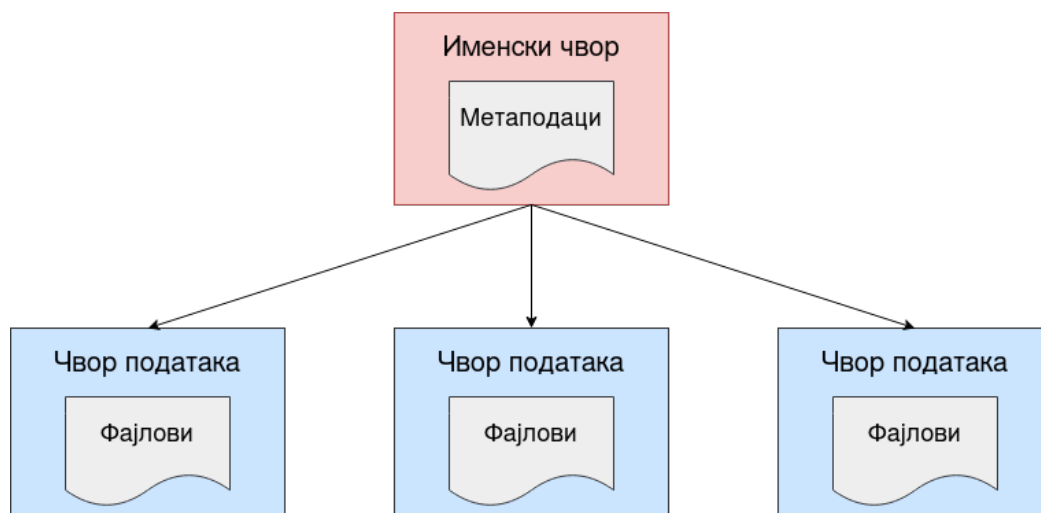 Именски чвор
Метаподаци
Чвор података
Фајлови
Чвор података
Фајлови
Чвор података
Фајлови